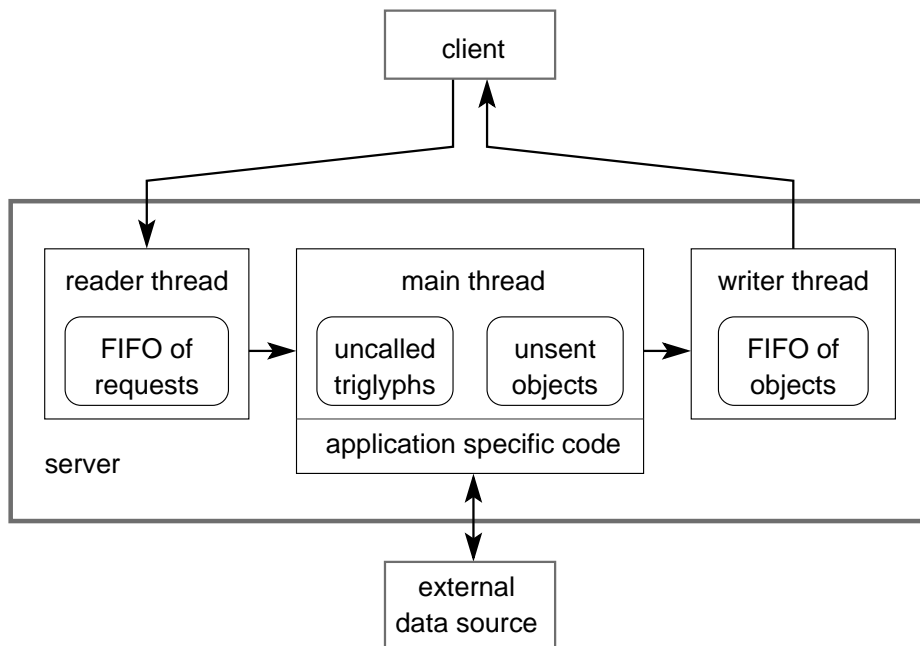 client
reader thread
FIFO of
requests
main thread
uncalled
triglyphs
unsent
objects
application specific code
writer thread
FIFO of
objects
server
external
data source